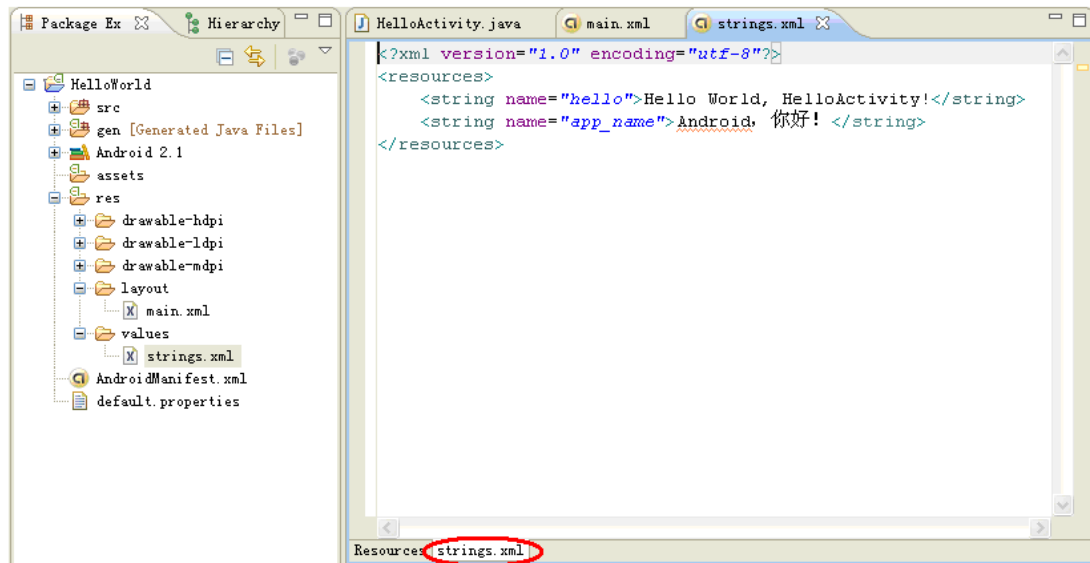 Package Ex
Hierarchy
HelloWorld
src
gen [Generated Java Files]
Android 2.1
assets
res
drawable-hdpi
drawable-ldpi
drawable-mdpi
layout
main.xml
values
strings.xml
AndroidManifest.xml
default.properties
HelloActivity.java
main.xml
strings.xml
<?xml version="1.0" encoding="utf-8"?>
<resources>
<string name="hello">Hello World, HelloActivity!</string>
<string name="app_name">Android，你好！</string>
</resources>
Resources
strings.xml